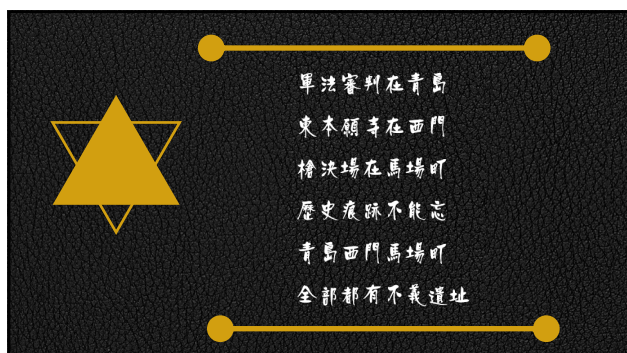 軍法審判在青島
東本願寺在西門
槍決場在馬場町
歷史痕跡不能忘
青島西門馬場町
全部都有不義遺址